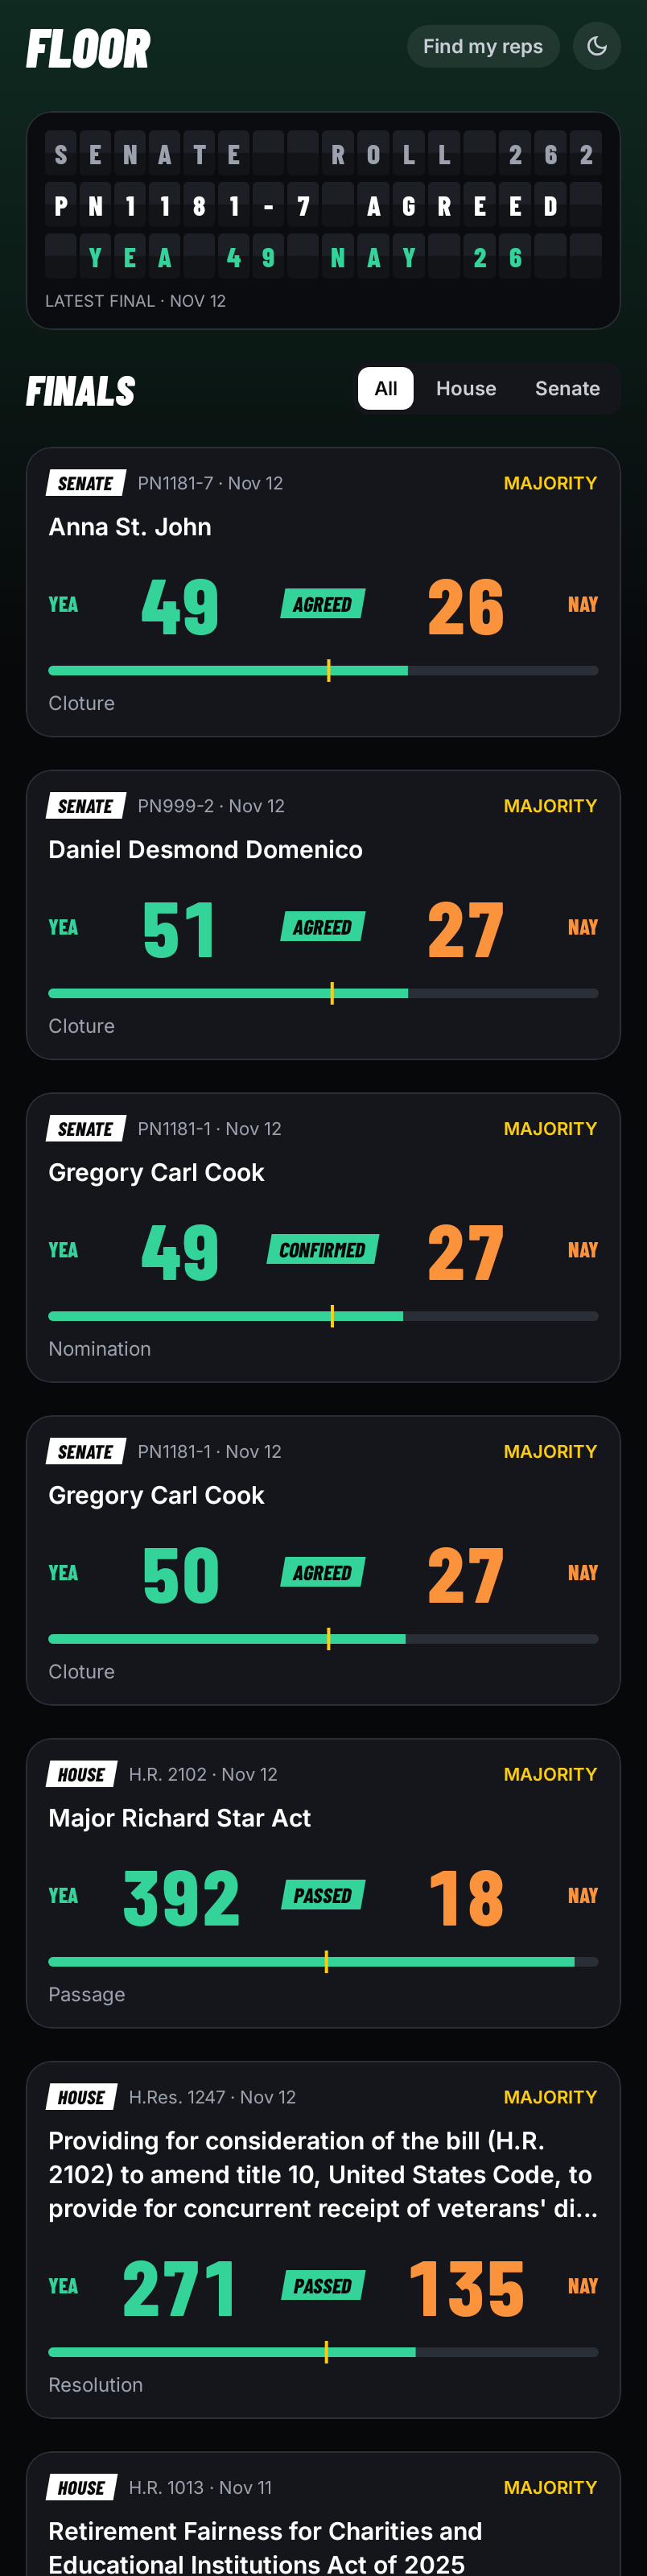 FLOOR
Find my reps
SENATE ROLL 262
PN1181-7 AGREED
YEA 49 NAY 26
LATEST FINAL · NOV 12
FINALS
All House Senate
SENATE PN1181-7 · Nov 12 MAJORITY
Anna St. John
YEA 49 AGREED 26 NAY
Cloture
SENATE PN999-2 · Nov 12 MAJORITY
Daniel Desmond Domenico
YEA 51 AGREED 27 NAY
Cloture
SENATE PN1181-1 · Nov 12 MAJORITY
Gregory Carl Cook
YEA 49 CONFIRMED 27 NAY
Nomination
SENATE PN1181-1 · Nov 12 MAJORITY
Gregory Carl Cook
YEA 50 AGREED 27 NAY
Cloture
HOUSE H.R. 2102 · Nov 12 MAJORITY
Major Richard Star Act
YEA 392 PASSED 18 NAY
Passage
HOUSE H.Res. 1247 · Nov 12 MAJORITY
Providing for consideration of the bill (H.R.
2102) to amend title 10, United States Code, to
provide for concurrent receipt of veterans' di...
YEA 271 PASSED 135 NAY
Resolution
HOUSE H.R. 1013 · Nov 11 MAJORITY
Retirement Fairness for Charities and
Educational Institutions Act of 2025